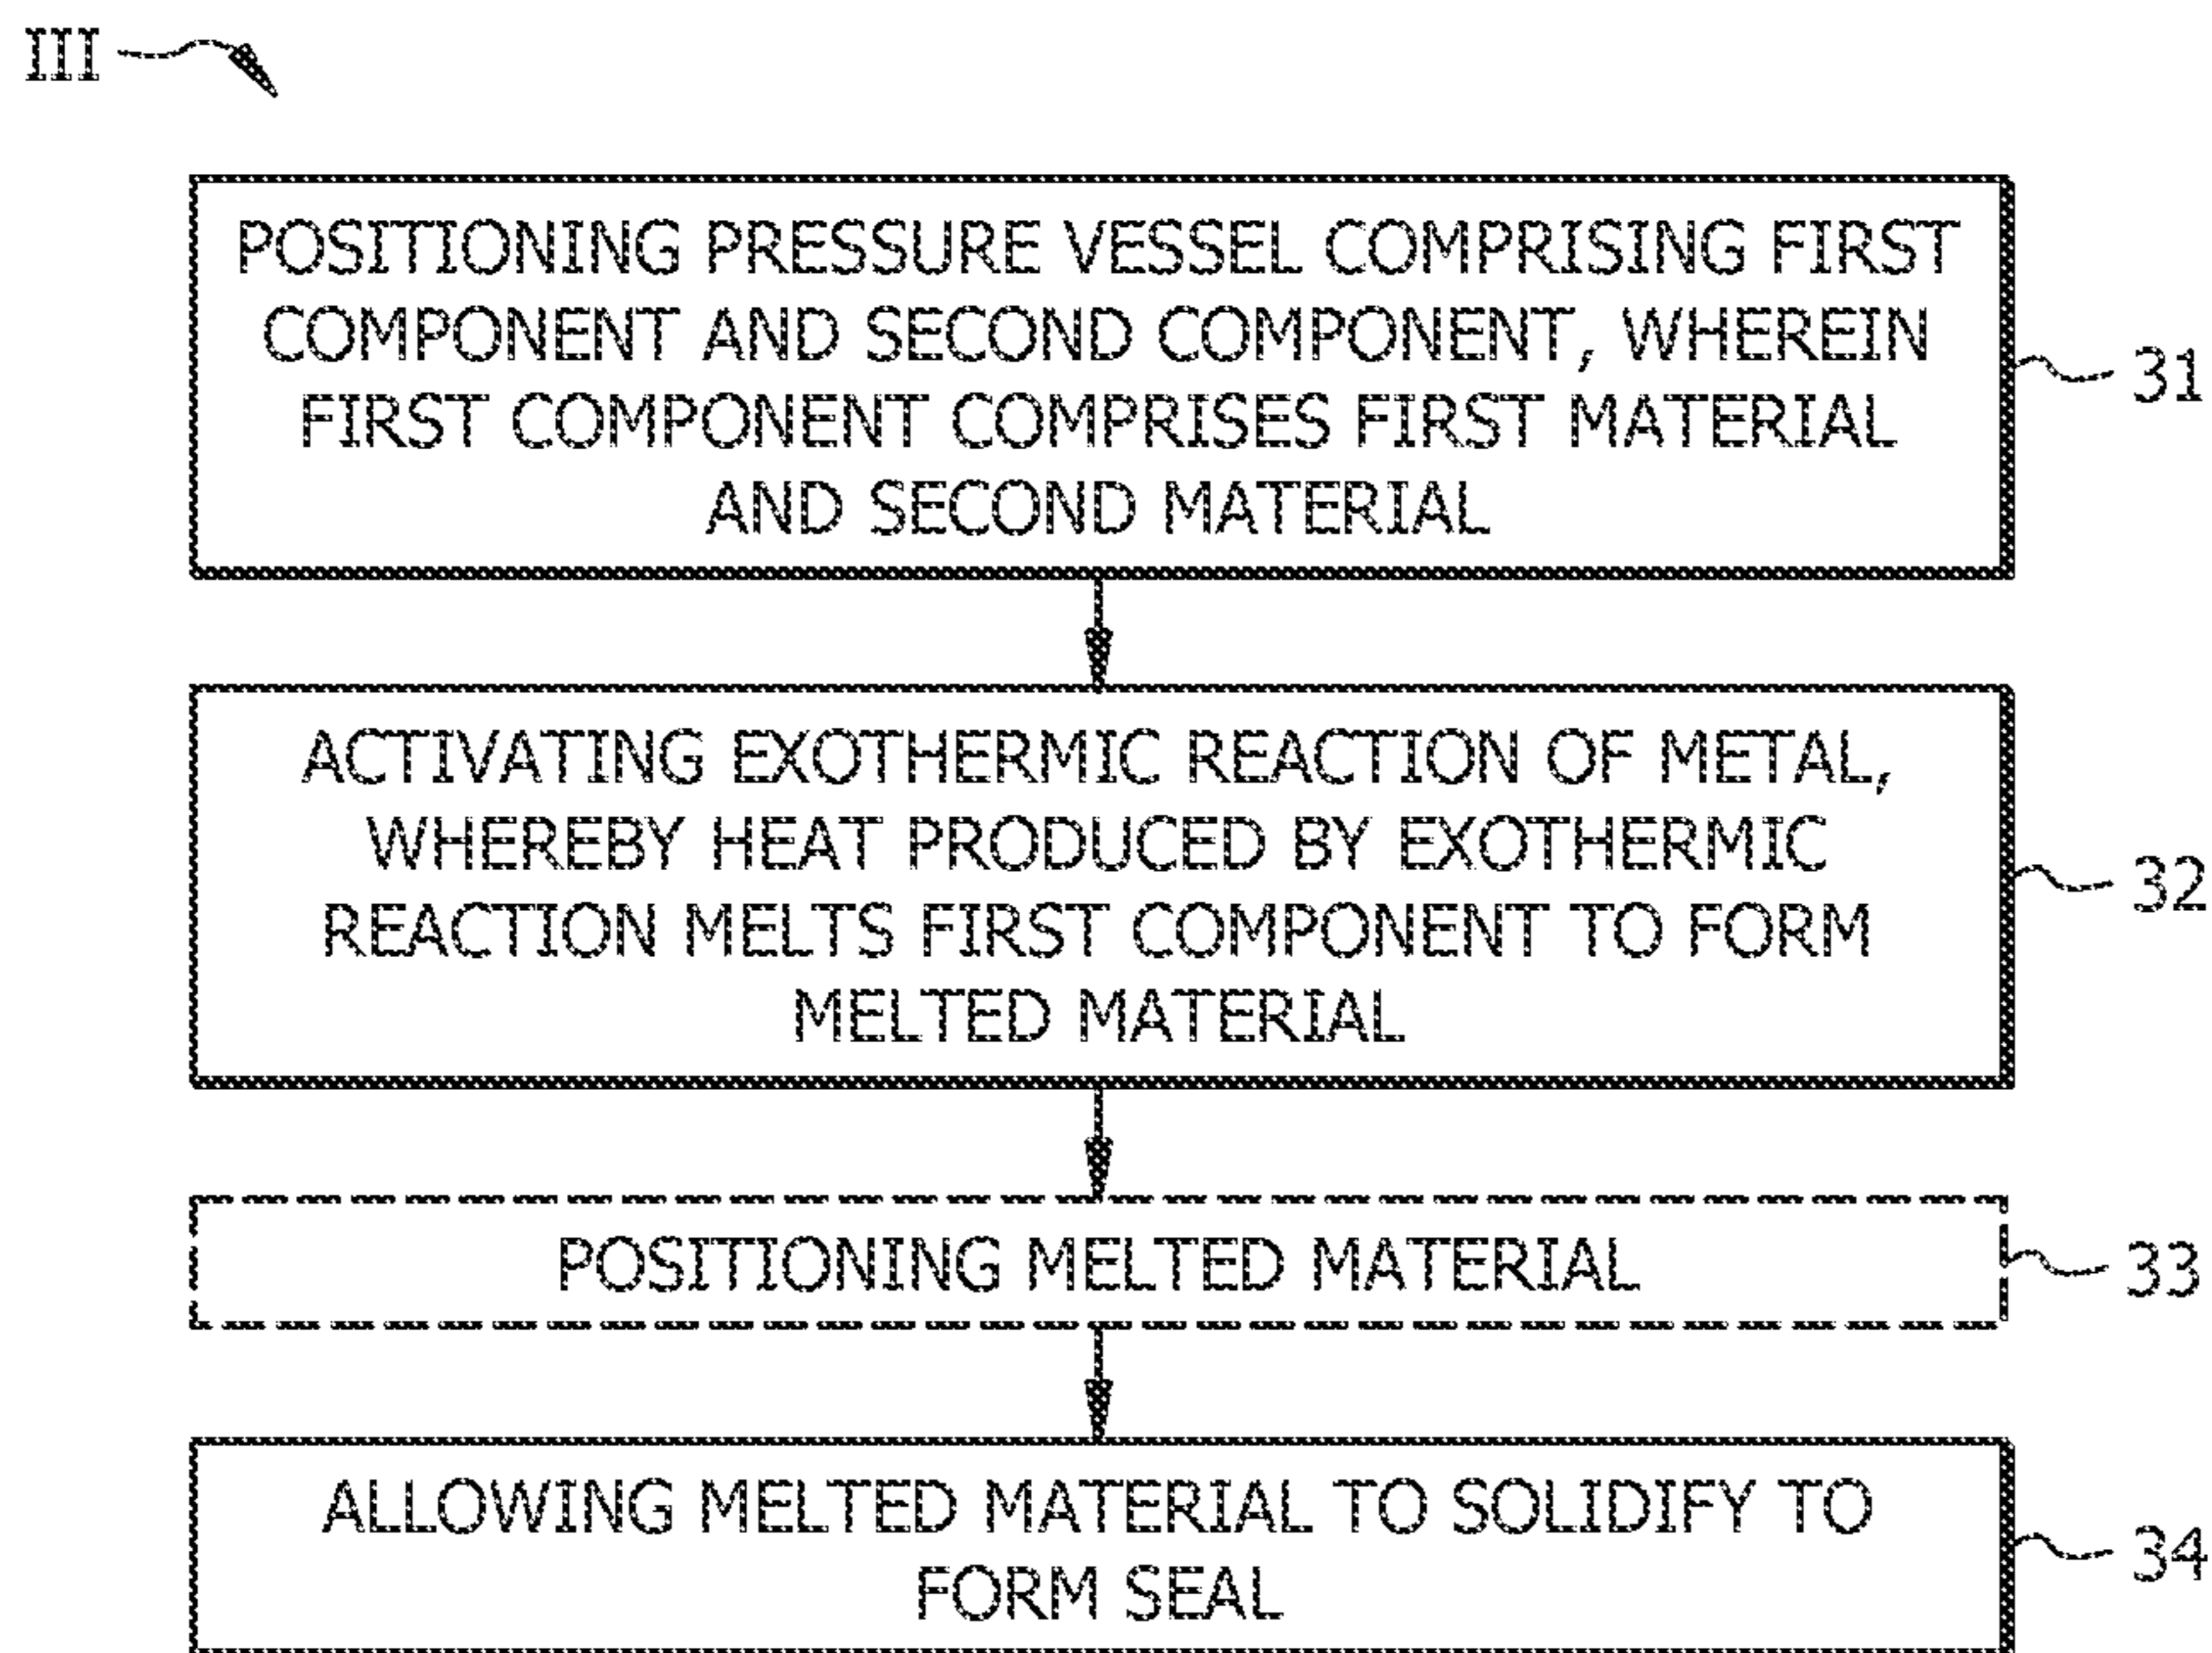 III
POSITIONING PRESSURE VESSEL COMPRISING FIRST
COMPONENT AND SECOND COMPONENT, WHEREIN
FIRST COMPONENT COMPRISES FIRST MATERIAL
AND SECOND MATERIAL
31
ACTIVATING EXOTHERMIC REACTION OF METAL,
WHEREBY HEAT PRODUCED BY EXOTHERMIC
REACTION MELTS FIRST COMPONENT TO FORM
MELTED MATERIAL
32
POSITIONING MELTED MATERIAL
33
ALLOWING MELTED MATERIAL TO SOLIDIFY TO
FORM SEAL
34